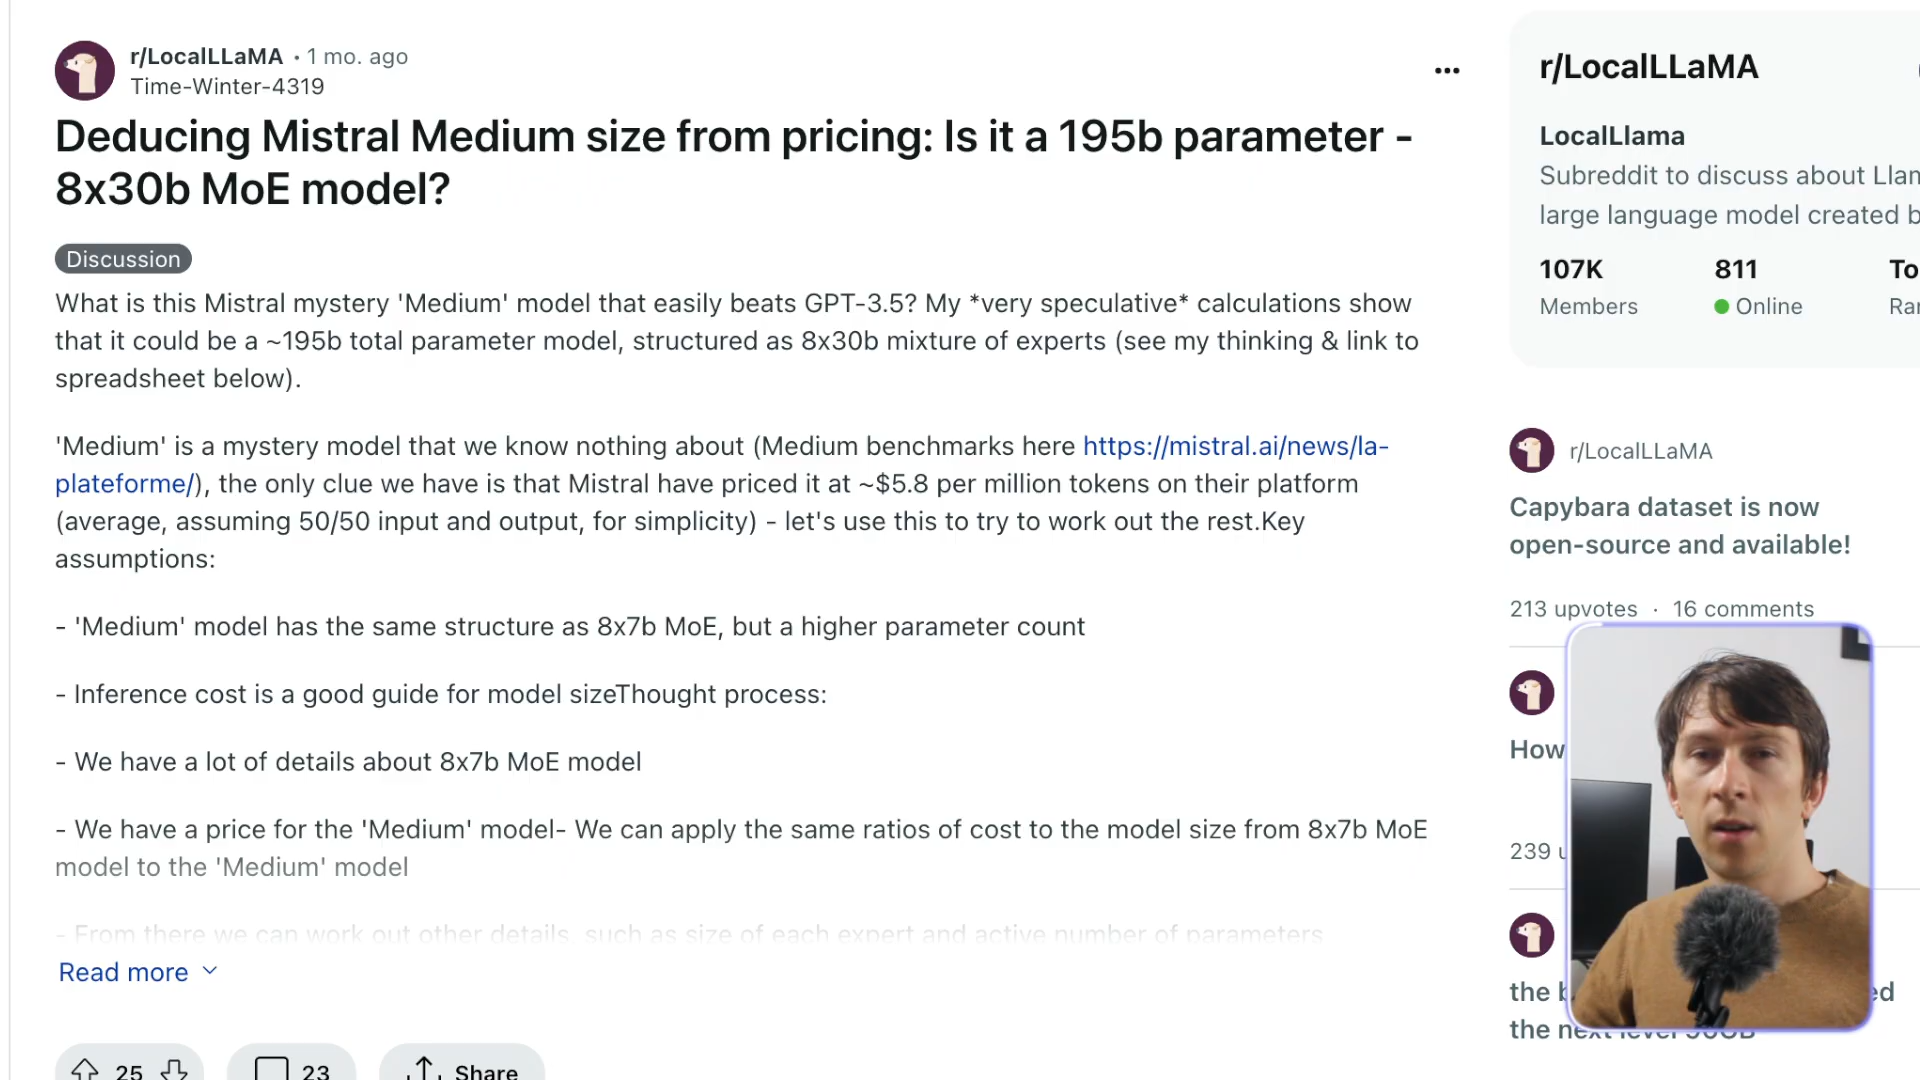 r/LocalLLaMA • 1 mo. ago
Time-Winter-4319
Deducing Mistral Medium size from pricing: Is it a 195b parameter -
8x30b MoE model?
Discussion
What is this Mistral mystery 'Medium' model that easily beats GPT-3.5? My *very speculative* calculations show
that it could be a ~195b total parameter model, structured as 8x30b mixture of experts (see my thinking & link to
spreadsheet below).
'Medium' is a mystery model that we know nothing about (Medium benchmarks here https://mistral.ai/news/la-
plateforme/), the only clue we have is that Mistral have priced it at ~$5.8 per million tokens on their platform
(average, assuming 50/50 input and output, for simplicity) - let's use this to try to work out the rest.Key
assumptions:
- 'Medium' model has the same structure as 8x7b MoE, but a higher parameter count
- Inference cost is a good guide for model sizeThought process:
- We have a lot of details about 8x7b MoE model
- We have a price for the 'Medium' model- We can apply the same ratios of cost to the model size from 8x7b MoE
model to the 'Medium' model
- From there we can work out other details, such as size of each expert and active number of parameters
Read more
25
23
Share
r/LocalLLaMA
LocalLlama
Subreddit to discuss about Llam
large language model created b
107K
Members
811
Online
To
Ran
r/LocalLLaMA
Capybara dataset is now
open-source and available!
213 upvotes · 16 comments
How
239 u
the b
ed
the next level